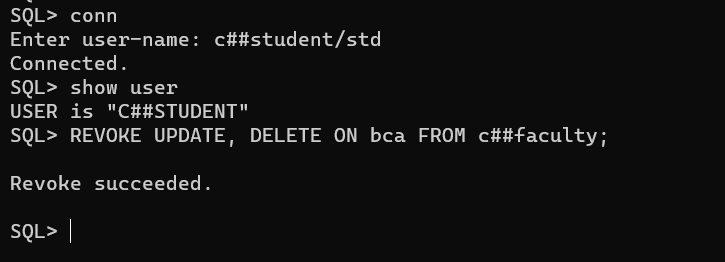 SQL> conn
Enter user-name: c##student/std
Connected.
SQL> show user
USER is "C##STUDENT"
SQL> REVOKE UPDATE, DELETE ON bca FROM c##faculty;
Revoke succeeded.
SQL>